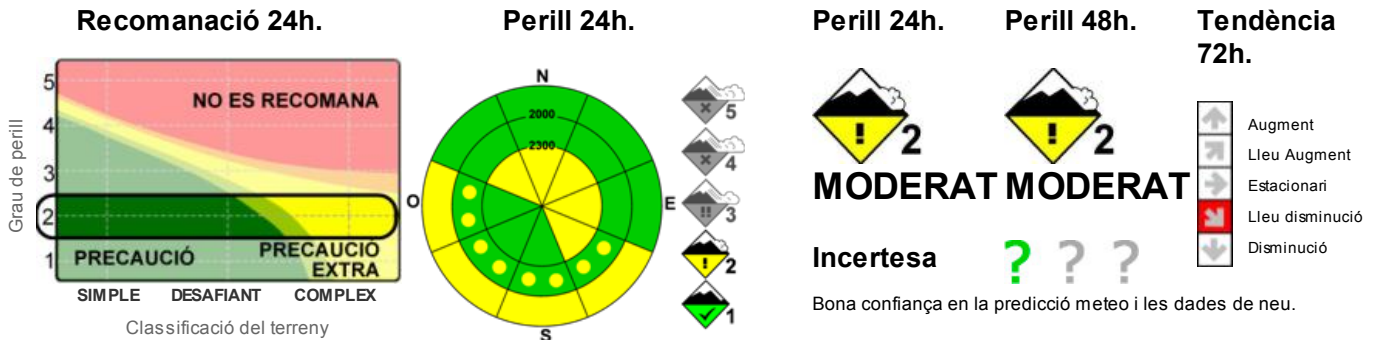 Recomanació 24h.
Grau de perill
5
4
3
2
1
NO ES RECOMANA
PRECAUCIÓ
PRECAUCIÓ
EXTRA
SIMPLE DESAFIANT COMPLEX
Classificació del terreny
Perill 24h.
N
2000
2300
O
E
S
5
4
3
2
1
Perill 24h.
2
MODERAT
Perill 48h.
2
MODERAT
Tendència
72h.
Augment
Lleu Augment
Estacionari
Lleu disminució
Disminució
Incertesa
? ? ?
Bona confiança en la predicció meteo i les dades de neu.